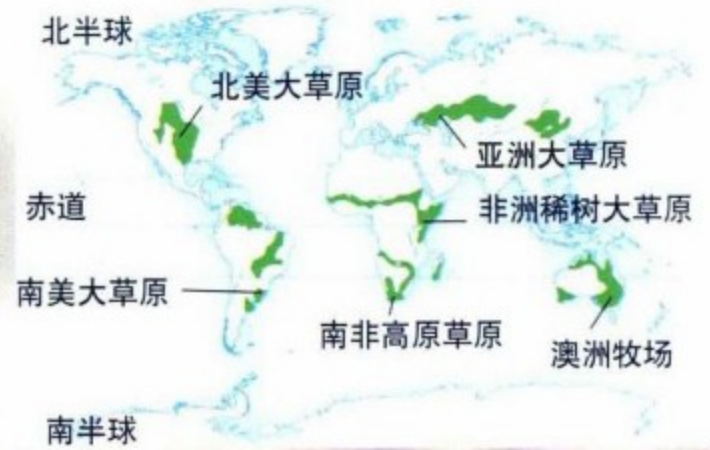 北半球
北美大草原
亚洲大草原
赤道
非洲稀树大草原
南美大草原
南非高原草原
澳洲牧场
南半球